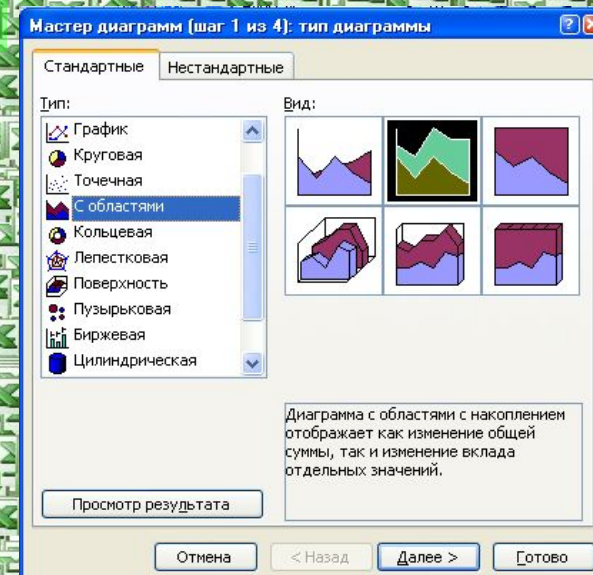 Мастер диаграмм (шаг 1 из 4): тип диаграммы
Стандартные
Нестандартные
Тип:
График
Круговая
Точечная
С областями
Кольцевая
Лепестковая
Поверхность
Пузырьковая
Биржевая
Цилиндрическая
Вид:
Диаграмма с областями с накоплением
отображает как изменение общей
суммы, так и изменение вклада
отдельных значений.
Просмотр результата
Отмена
< Назад
Далее >
Готово